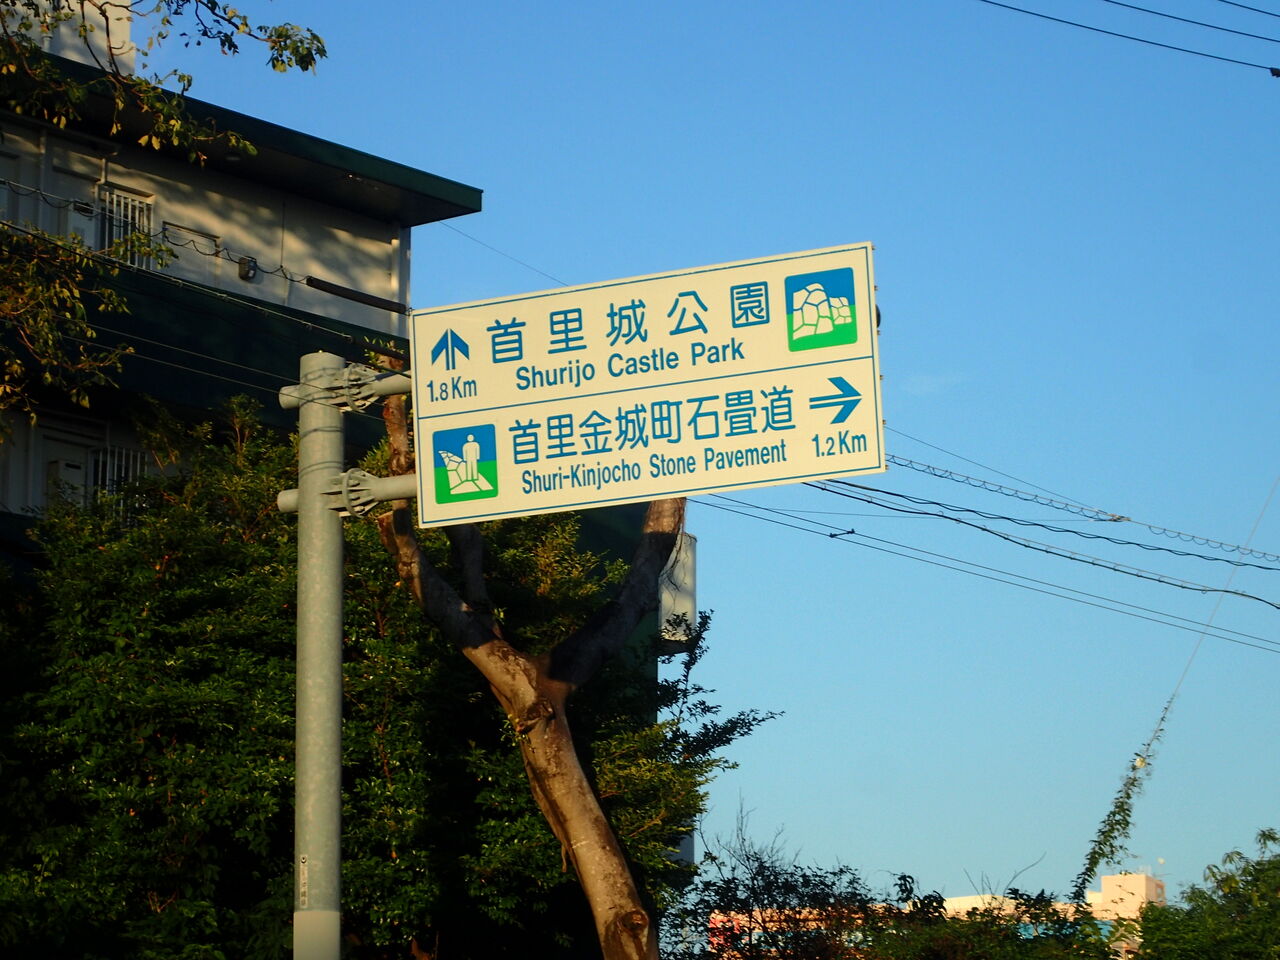 首里城公園
1.8Km
Shurijo Castle Park
首里金城町石畳道
Shuri-Kinjocho Stone Pavement
1.2Km